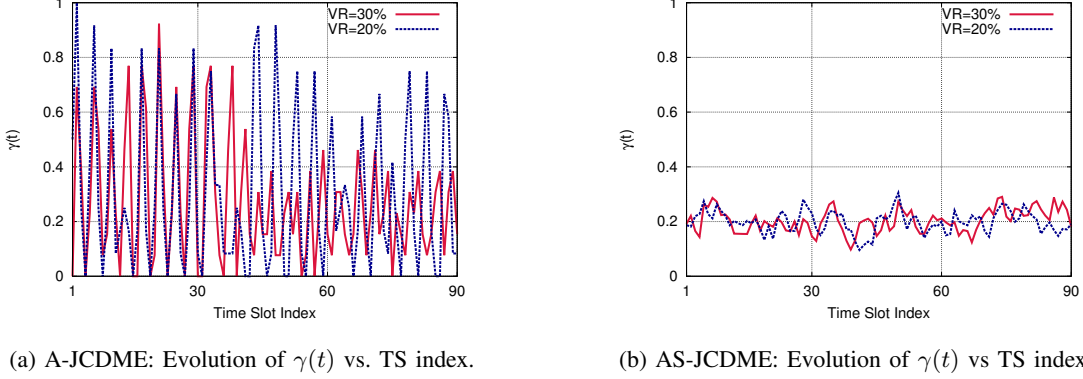 1
0.8
0.6
0.4
0.2
0
γ(t)
1 30 60 90
Time Slot Index
VR=30%
VR=20%
(a) A-JCDME: Evolution of γ(t) vs. TS index.
1
0.8
0.6
0.4
0.2
0
γ(t)
1 30 60 90
Time Slot Index
VR=30%
VR=20%
(b) AS-JCDME: Evolution of γ(t) vs TS index